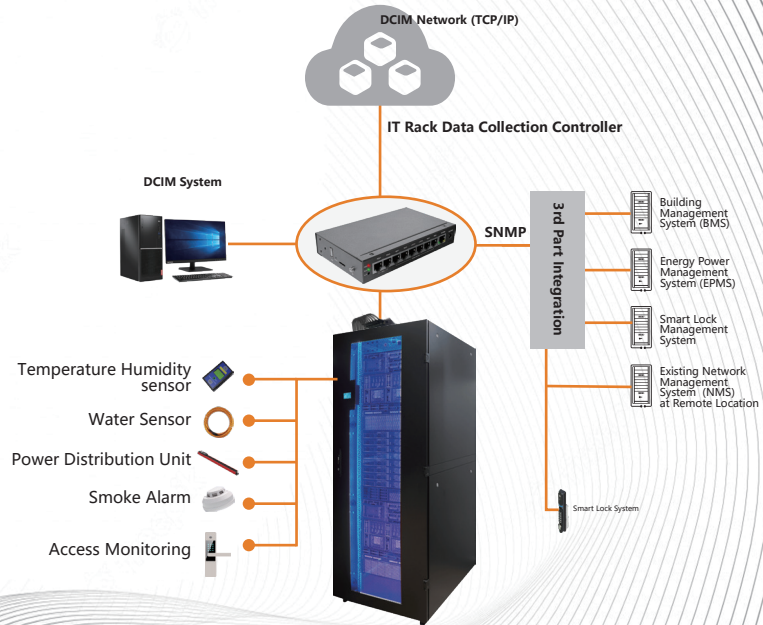 DCIM Network (TCP/IP)
IT Rack Data Collection Controller
DCIM System
SNMP
3rd Part integration
Building
Management
System (BMS)
Energy Power
Management
System (EPMS)
Smart Lock
Management
System
Existing Network
Management
System (NMS)
at Remote Location
Temperature Humidity
sensor
Water Sensor
Power Distribution Unit
Smoke Alarm
Access Monitoring
Smart Lock System